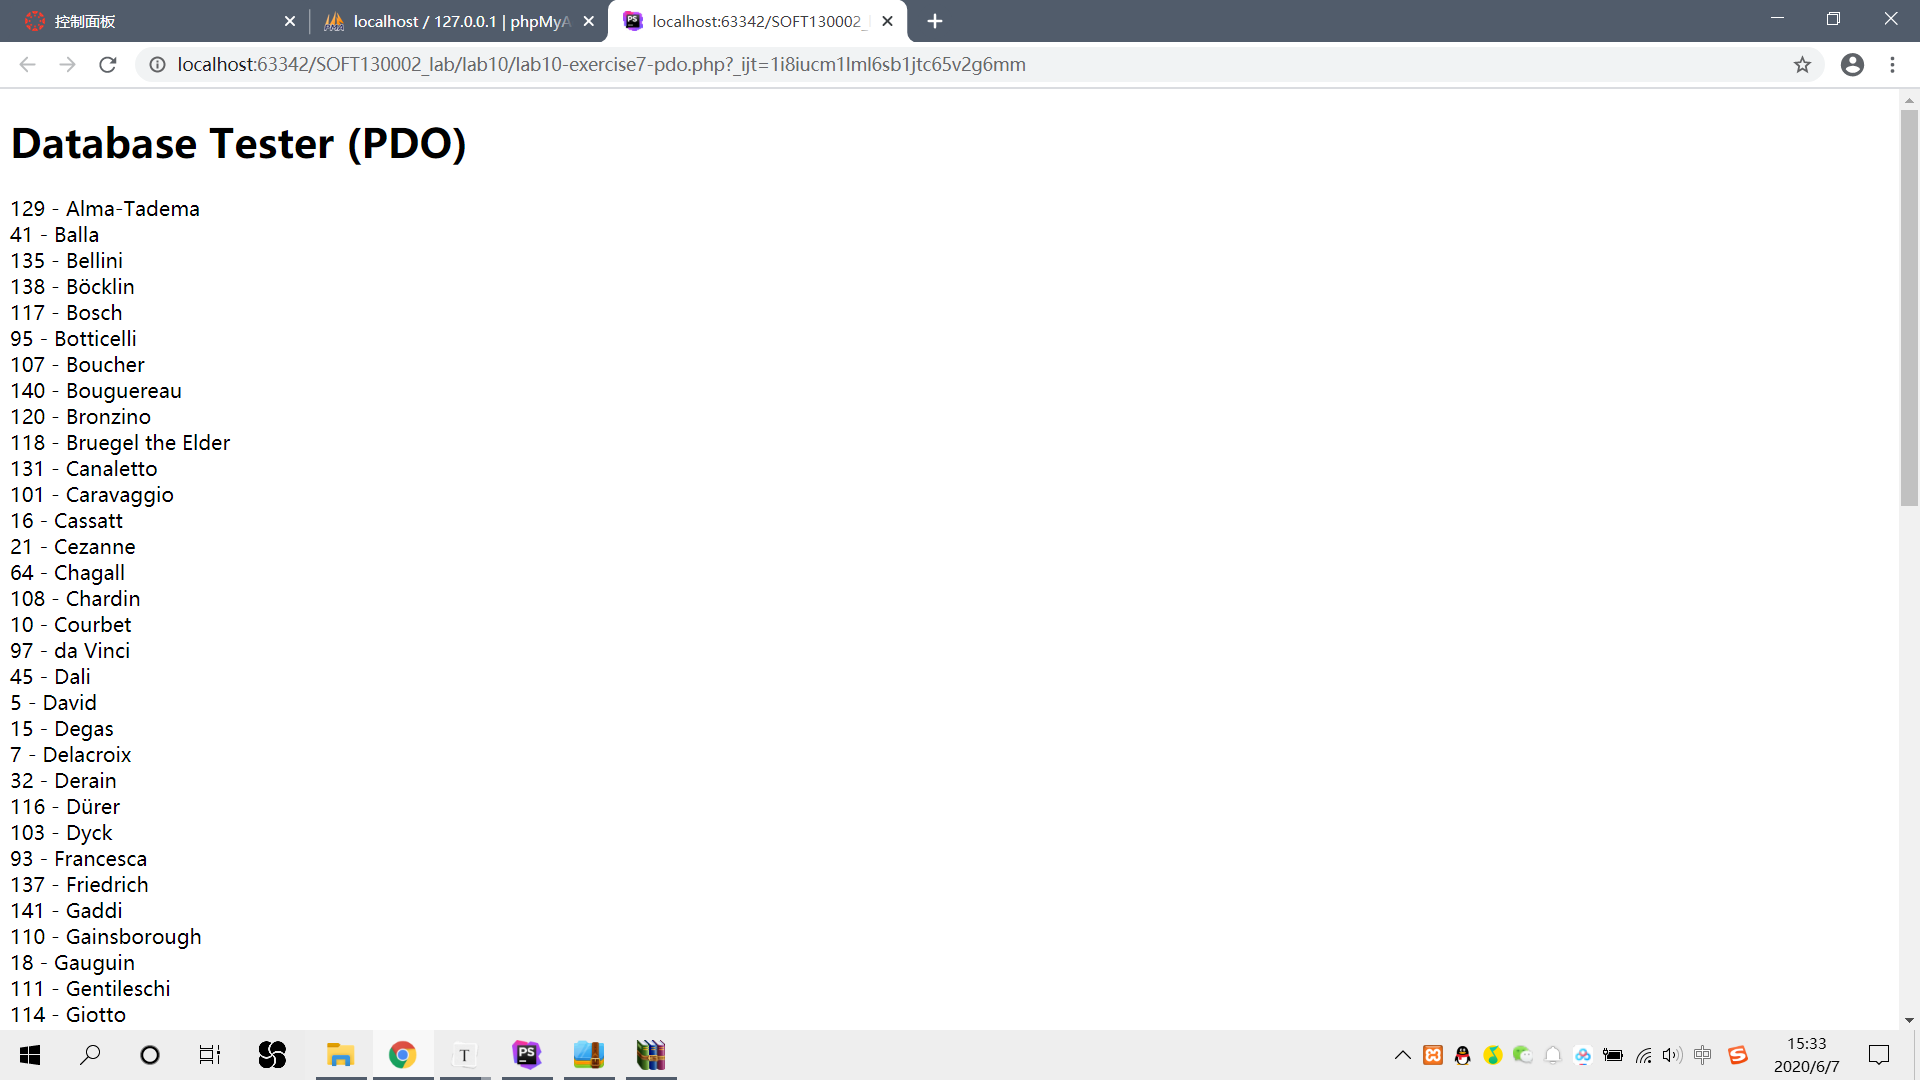 控制面板
localhost / 127.0.0.1 | phpMyA
localhost:63342/SOFT130002_l
localhost:63342/SOFT130002_lab/lab10/lab10-exercise7-pdo.php?_ijt=1i8iucm1lml6sb1jtc65v2g6mm
Database Tester (PDO)
129 - Alma-Tadema
41 - Balla
135 - Bellini
138 - Böcklin
117 - Bosch
95 - Botticelli
107 - Boucher
140 - Bouguereau
120 - Bronzino
118 - Bruegel the Elder
131 - Canaletto
101 - Caravaggio
16 - Cassatt
21 - Cezanne
64 - Chagall
108 - Chardin
10 - Courbet
97 - da Vinci
45 - Dali
5 - David
15 - Degas
7 - Delacroix
32 - Derain
116 - Dürer
103 - Dyck
93 - Francesca
137 - Friedrich
141 - Gaddi
110 - Gainsborough
18 - Gauguin
111 - Gentileschi
114 - Giotto
T
PS
中
15:33
2020/6/7